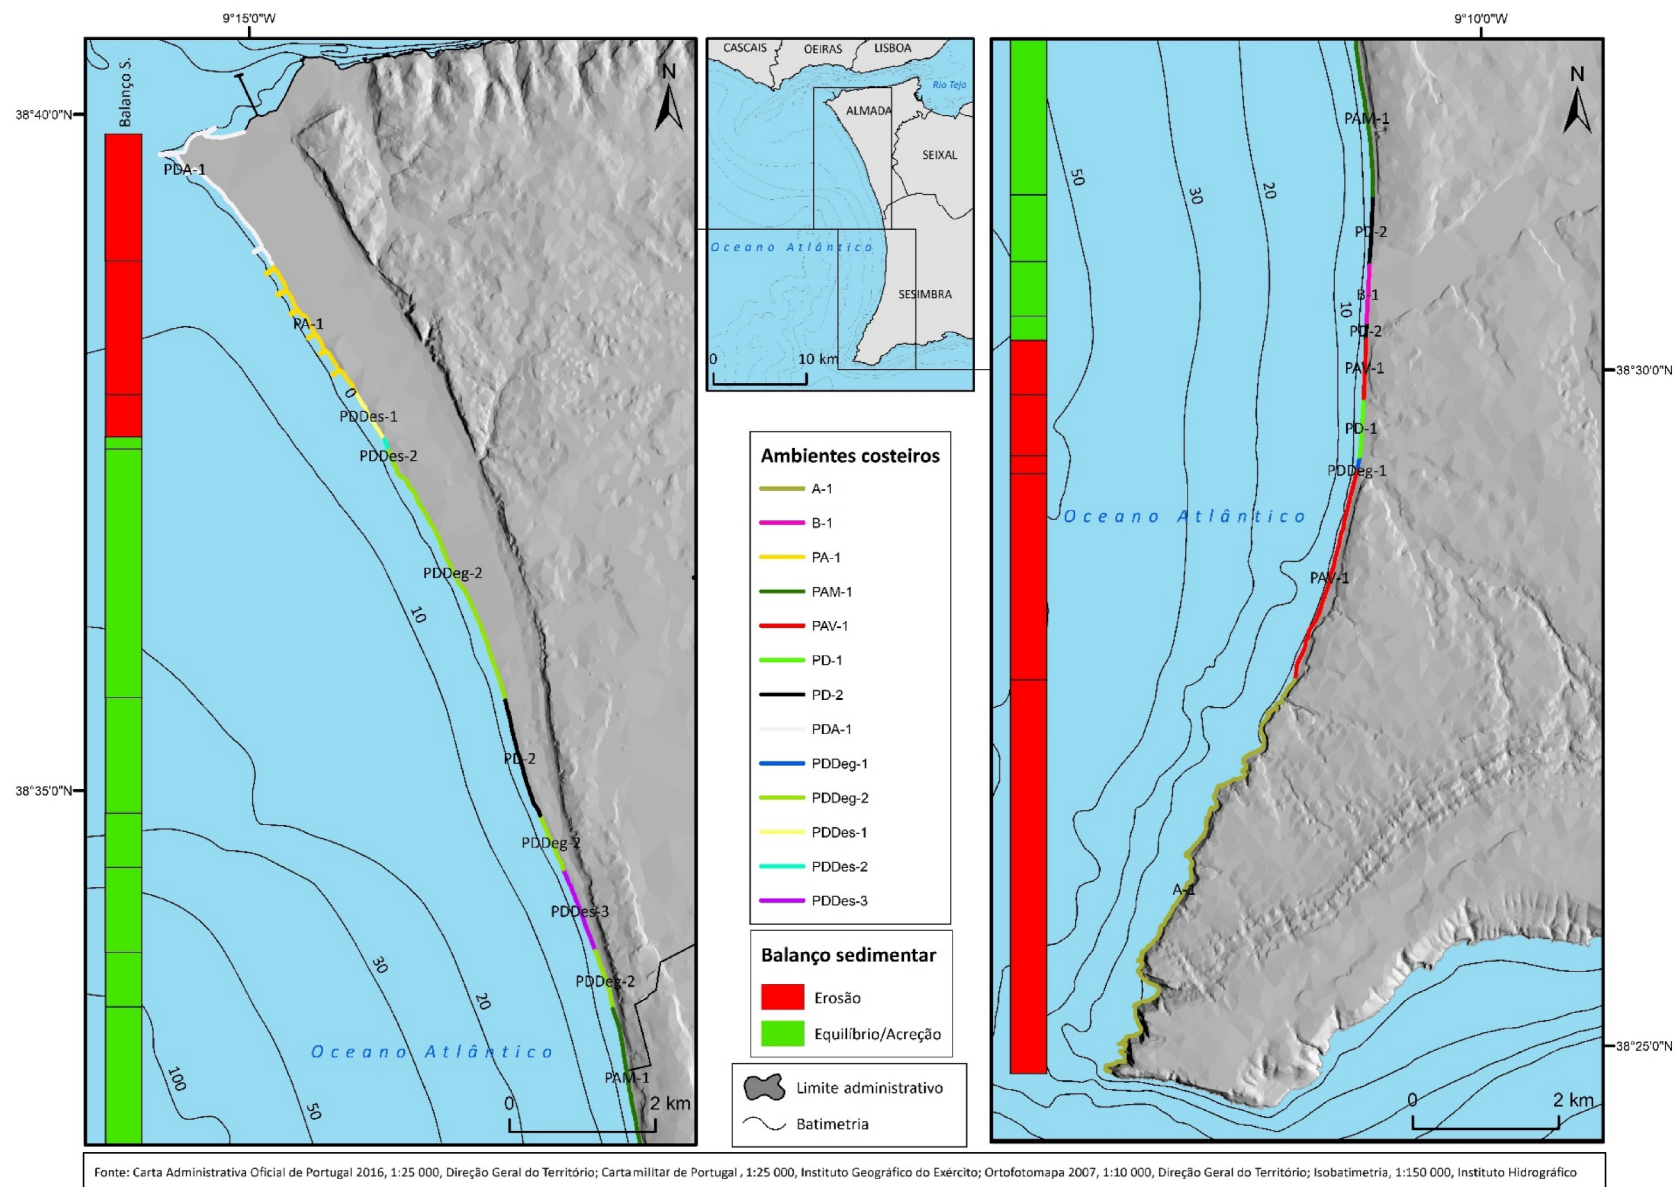 9°15'0"W
9°10'0"W
38°40'0"N
38°35'0"N
Balanço S.
N
PDA-1
PA-1
0
PDDes-1
PDDes-2
PDDeg-2
10
PD-2
PDDeg-2
PDDes-3
PDDeg-2
30
20
Oceano Atlântico
100
50
PAM-1
0 2 km
CASCAIS
OEIRAS
LISBOA
Rio Tejo
ALMADA
SEIXAL
Oceano Atlântico
SESIMBRA
0 10 km
Ambientes costeiros
A-1
B-1
PA-1
PAM-1
PAV-1
PD-1
PD-2
PDA-1
PDDeg-1
PDDeg-2
PDDes-1
PDDes-2
PDDes-3
Balanço sedimentar
Erosão
Equilíbrio/Acreção
Limite administrativo
Batimetria
N
PAM-1
50
30
20
PD-2
B-1
10
PD-2
PAV-1
38°30'0"N
PD-1
PDDeg-1
Oceano Atlântico
PAV-1
A-1
38°25'0"N
0 2 km
Fonte: Carta Administrativa Oficial de Portugal 2016, 1:25 000, Direção Geral do Território; Cartamilitar de Portugal , 1:25 000, Instituto Geográfico do Exército; Ortofotomapa 2007, 1:10 000, Direção Geral do Território; Isobatimetria, 1:150 000, Instituto Hidrográfico